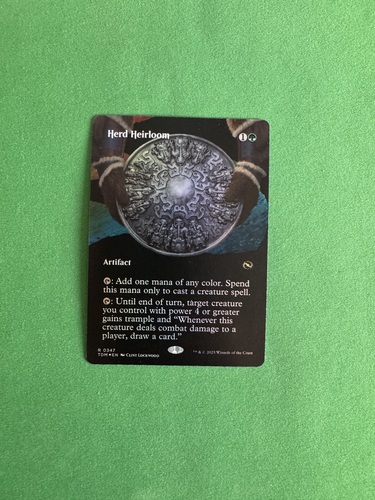 Herd Heirloom 1
Artifact
: Add one mana of any color. Spend
this mana only to cast a creature spell.
: Until end of turn, target creature
you control with power 4 or greater
gains trample and “Whenever this
creature deals combat damage to a
player, draw a card.”
R 0347
TDM★EN Clint Lockwood
™ & © 2025 Wizards of the Coast